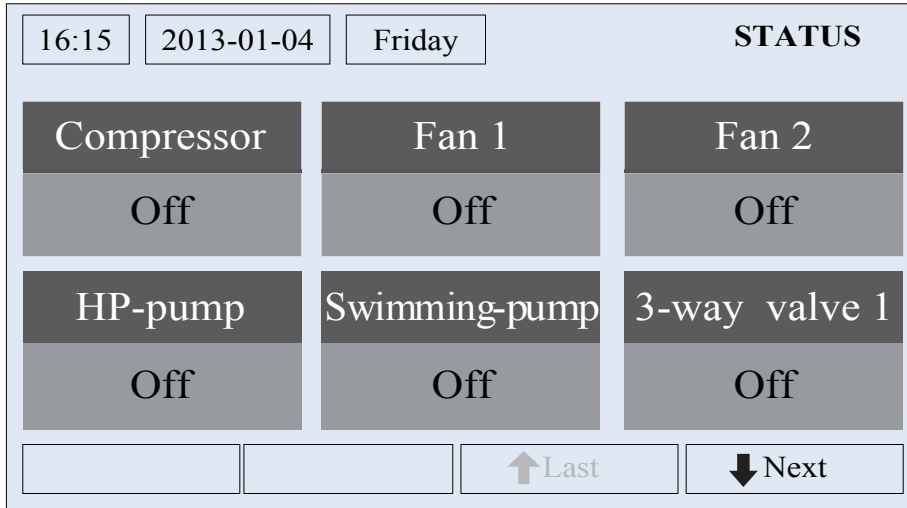 16:15 2013-01-04 Friday STATUS
Compressor Fan 1 Fan 2
Off Off Off
HP-pump Swimming-pump 3-way valve 1
Off Off Off
Last Next